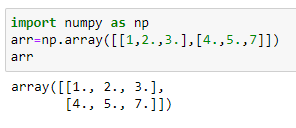 import numpy as np
arr=np.array([[1,2.,3.],[4.,5.,7]])
arr
array([[1., 2., 3.],
       [4., 5., 7.]])